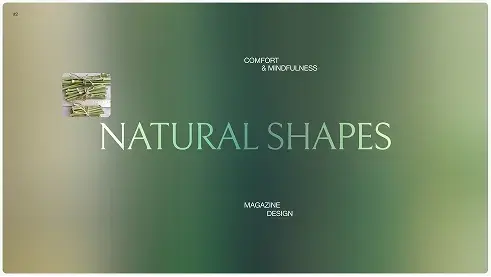 COMFORT
& MINDFULNESS
NATURAL SHAPES
MAGAZINE
DESIGN